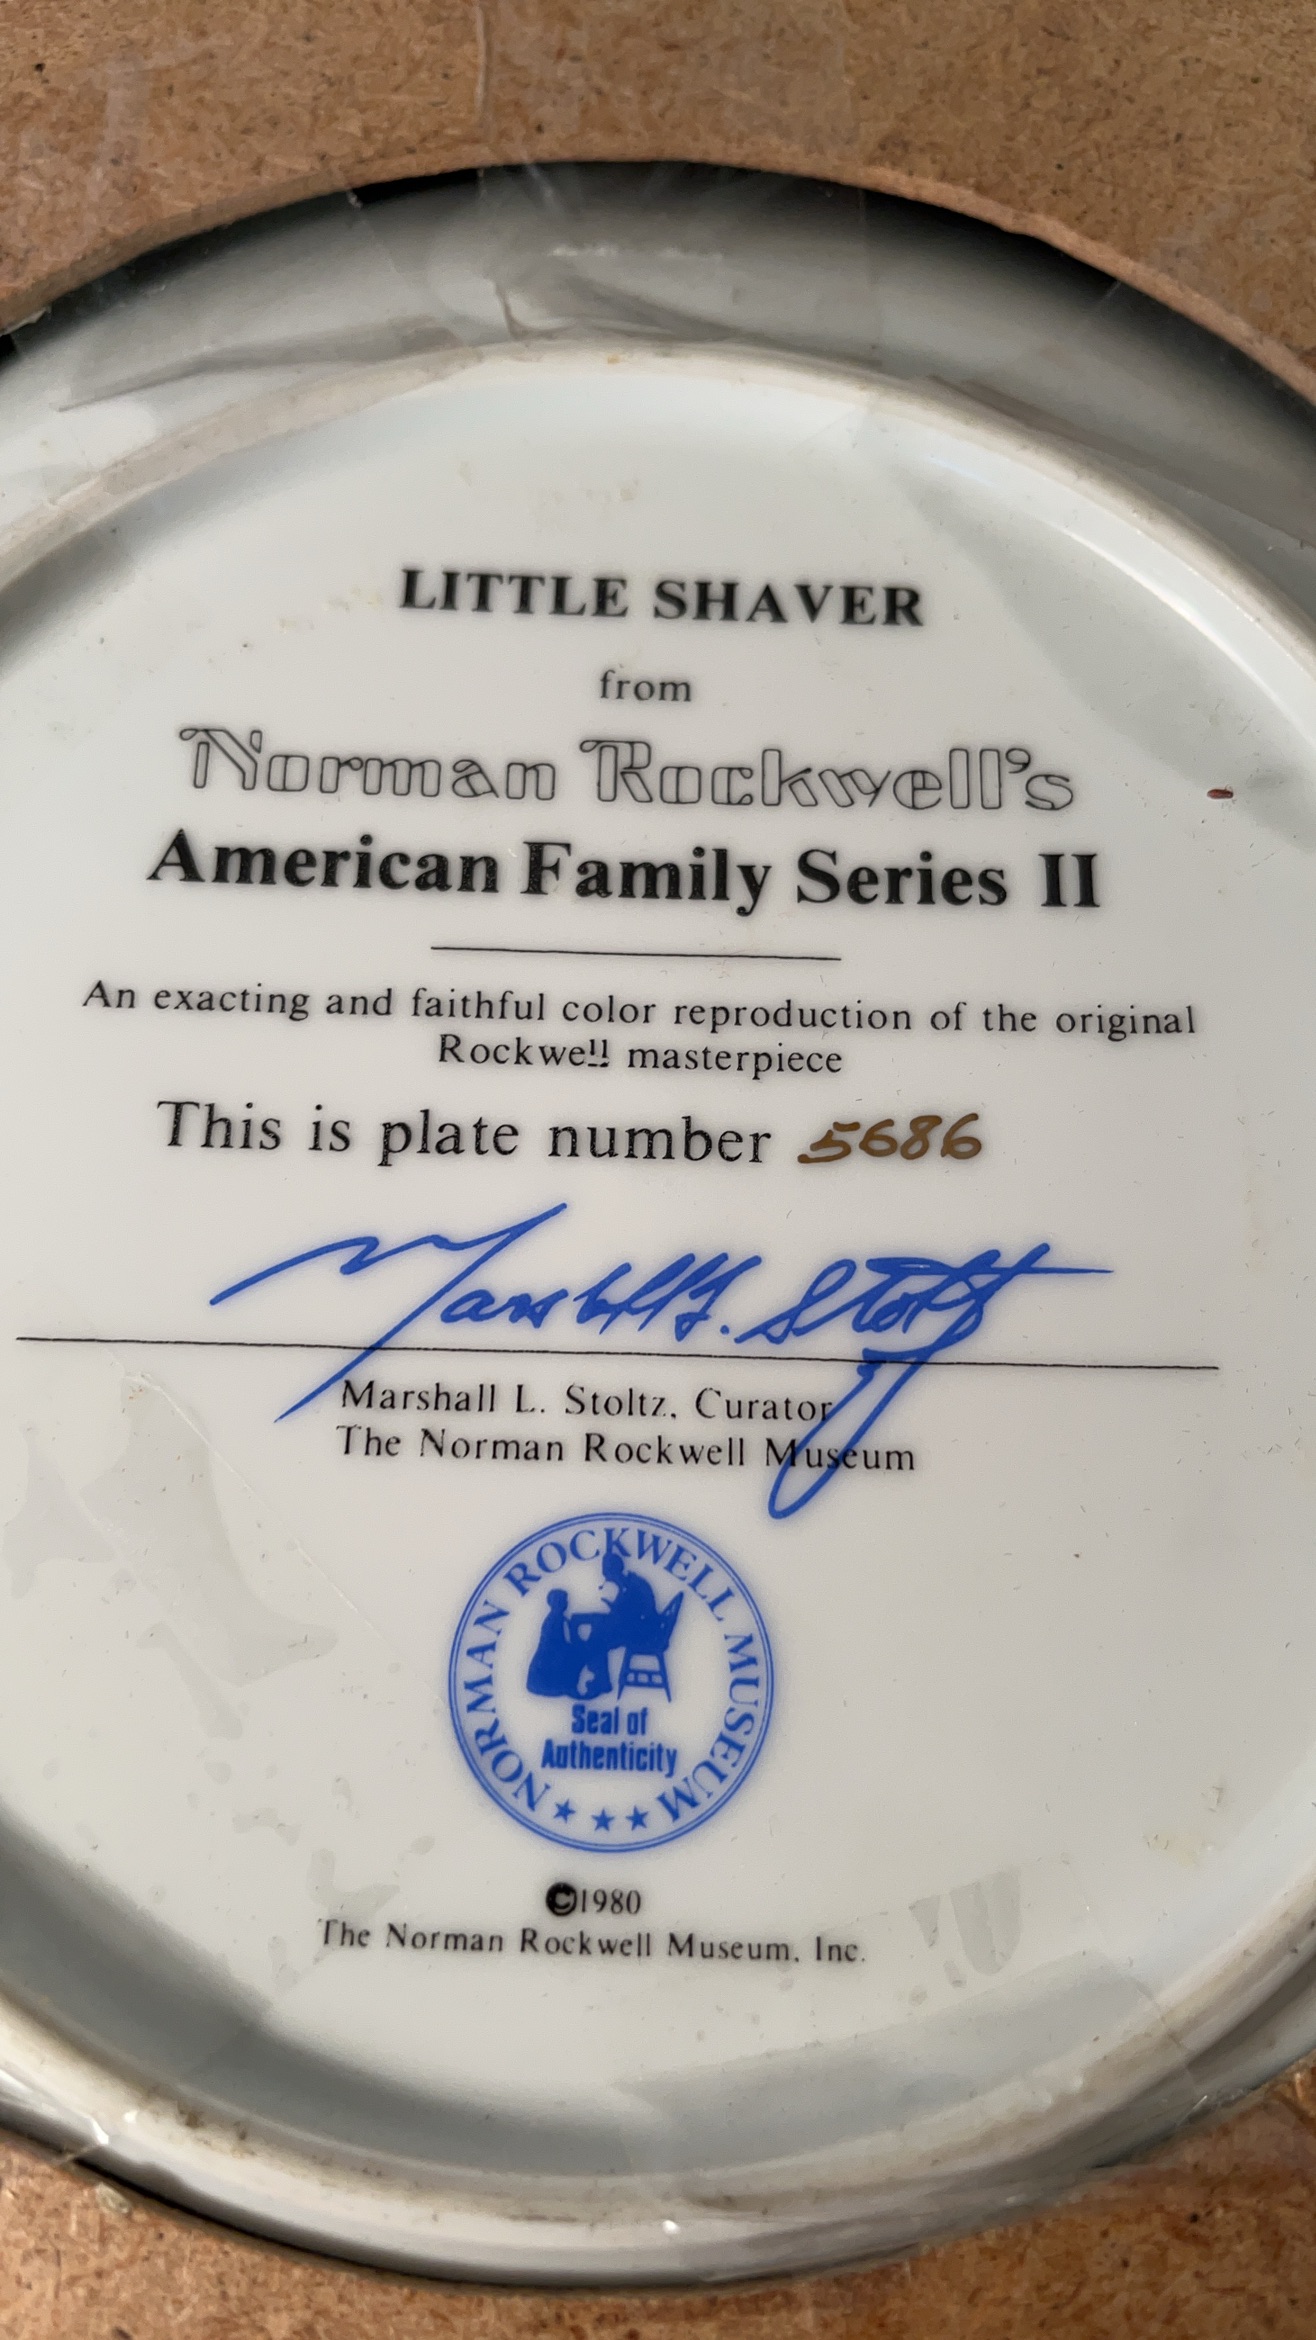 LITTLE SHAVER
from
Norman Rockwell's
American Family Series II
An exacting and faithful color reproduction of the original
Rockwell masterpiece
This is plate number 5686
Marshall L. Stoltz
Marshall L. Stoltz, Curator
The Norman Rockwell Museum
NORMAN ROCKWELL MUSEUM
Seal of
Authenticity
©1980
The Norman Rockwell Museum, Inc.